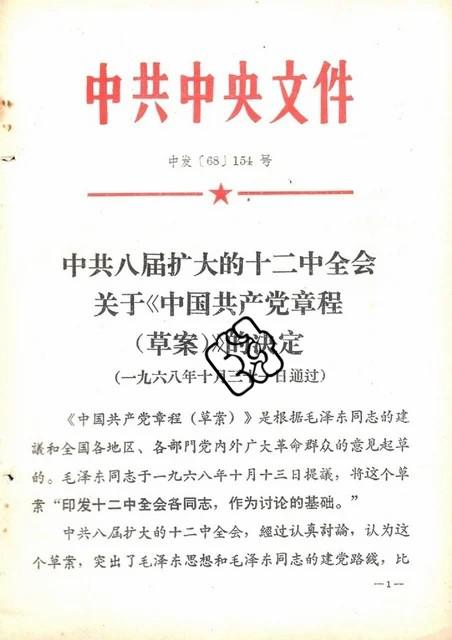 中共中央文件
中发〔68〕154 号
中共八届扩大的十二中全会
关于《中国共产党章程
(草案)》的决定
(一九六八年十月三十一日通过)
《中国共产党章程（草案）》是根据毛泽东同志的建
議和全国各地区、各部門党内外广大革命群众的意見起草
的。毛泽东同志于一九六八年十月十三日提議，将这个草
案“印发十二中全会各同志，作为讨论的基础。”
中共八届扩大的十二中全会，經过认真討論，认为这
个草案，突出了毛泽东思想和毛泽东同志的建党路綫，比
—1—